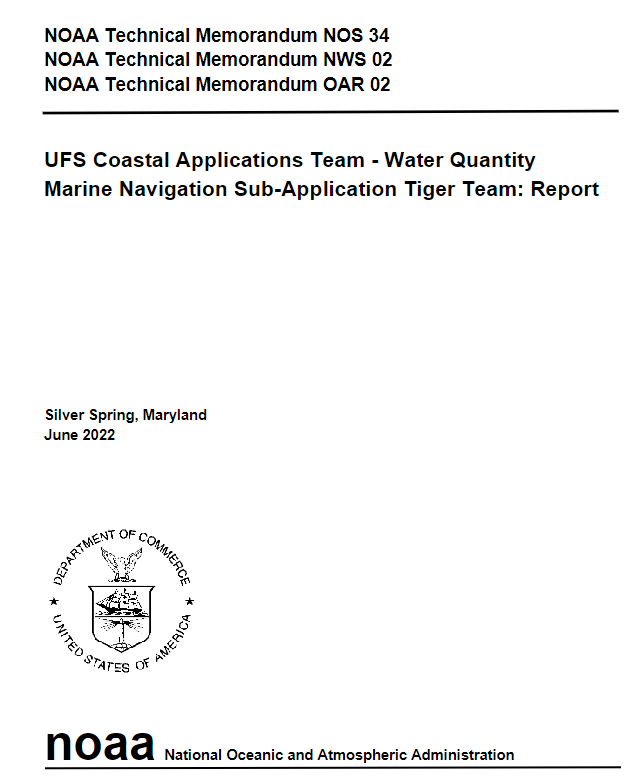 NOAA Technical Memorandum NOS 34
NOAA Technical Memorandum NWS 02
NOAA Technical Memorandum OAR 02
UFS Coastal Applications Team - Water Quantity
Marine Navigation Sub-Application Tiger Team: Report
Silver Spring, Maryland
June 2022
DEPARTMENT OF COMMERCE
UNITED STATES OF AMERICA
noaa National Oceanic and Atmospheric Administration